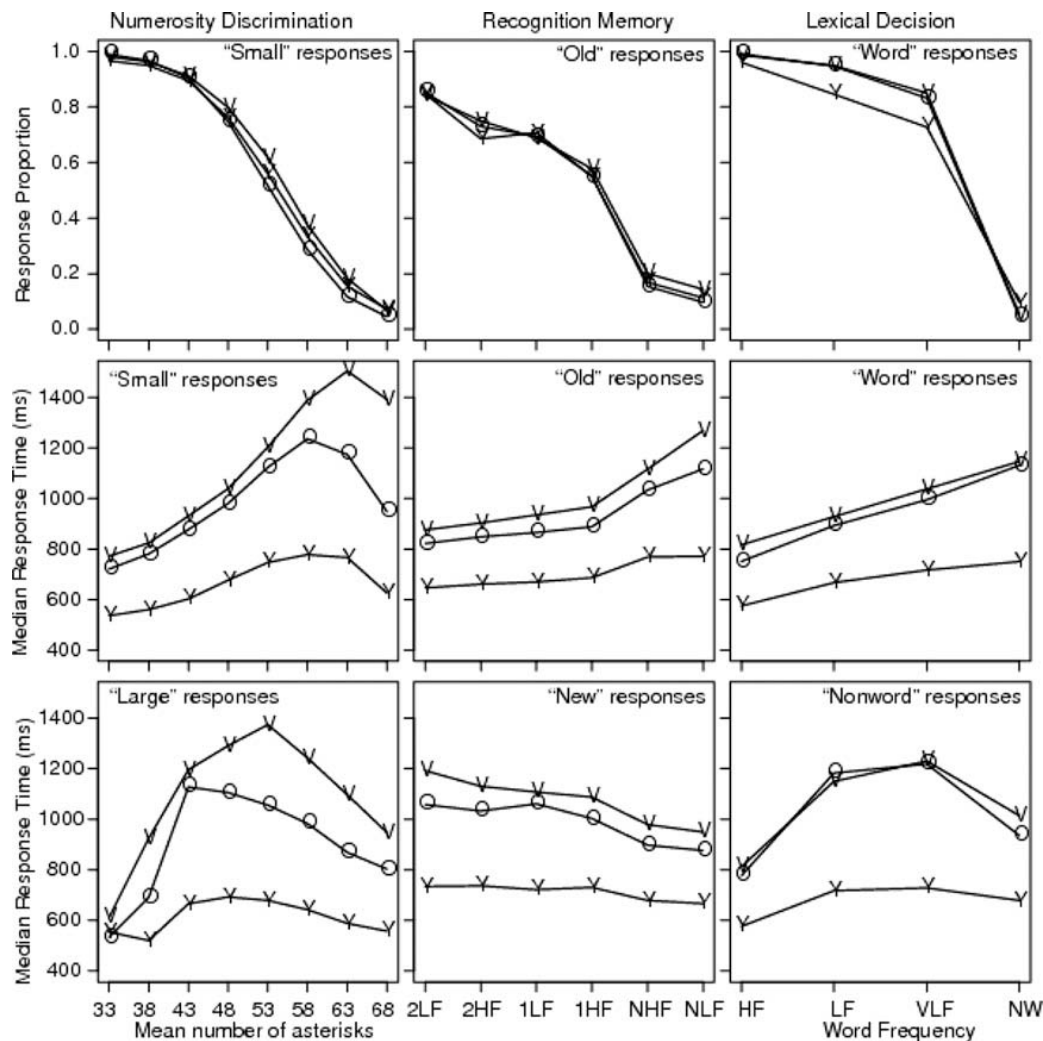 Numerosity Discrimination Recognition Memory Lexical Decision
Response Proportion
1.0
0.8
0.6
0.4
0.2
0.0
“Small” responses
“Old” responses
“Word” responses
Median Response Time (ms)
1400
1200
1000
800
600
400
“Small” responses
“Old” responses
“Word” responses
Median Response Time (ms)
1400
1200
1000
800
600
400
“Large” responses
“New” responses
“Nonword” responses
33 38 43 48 53 58 63 68 2LF 2HF 1LF 1HF NHF NLF HF LF VLF NW
Mean number of asterisks Word Frequency